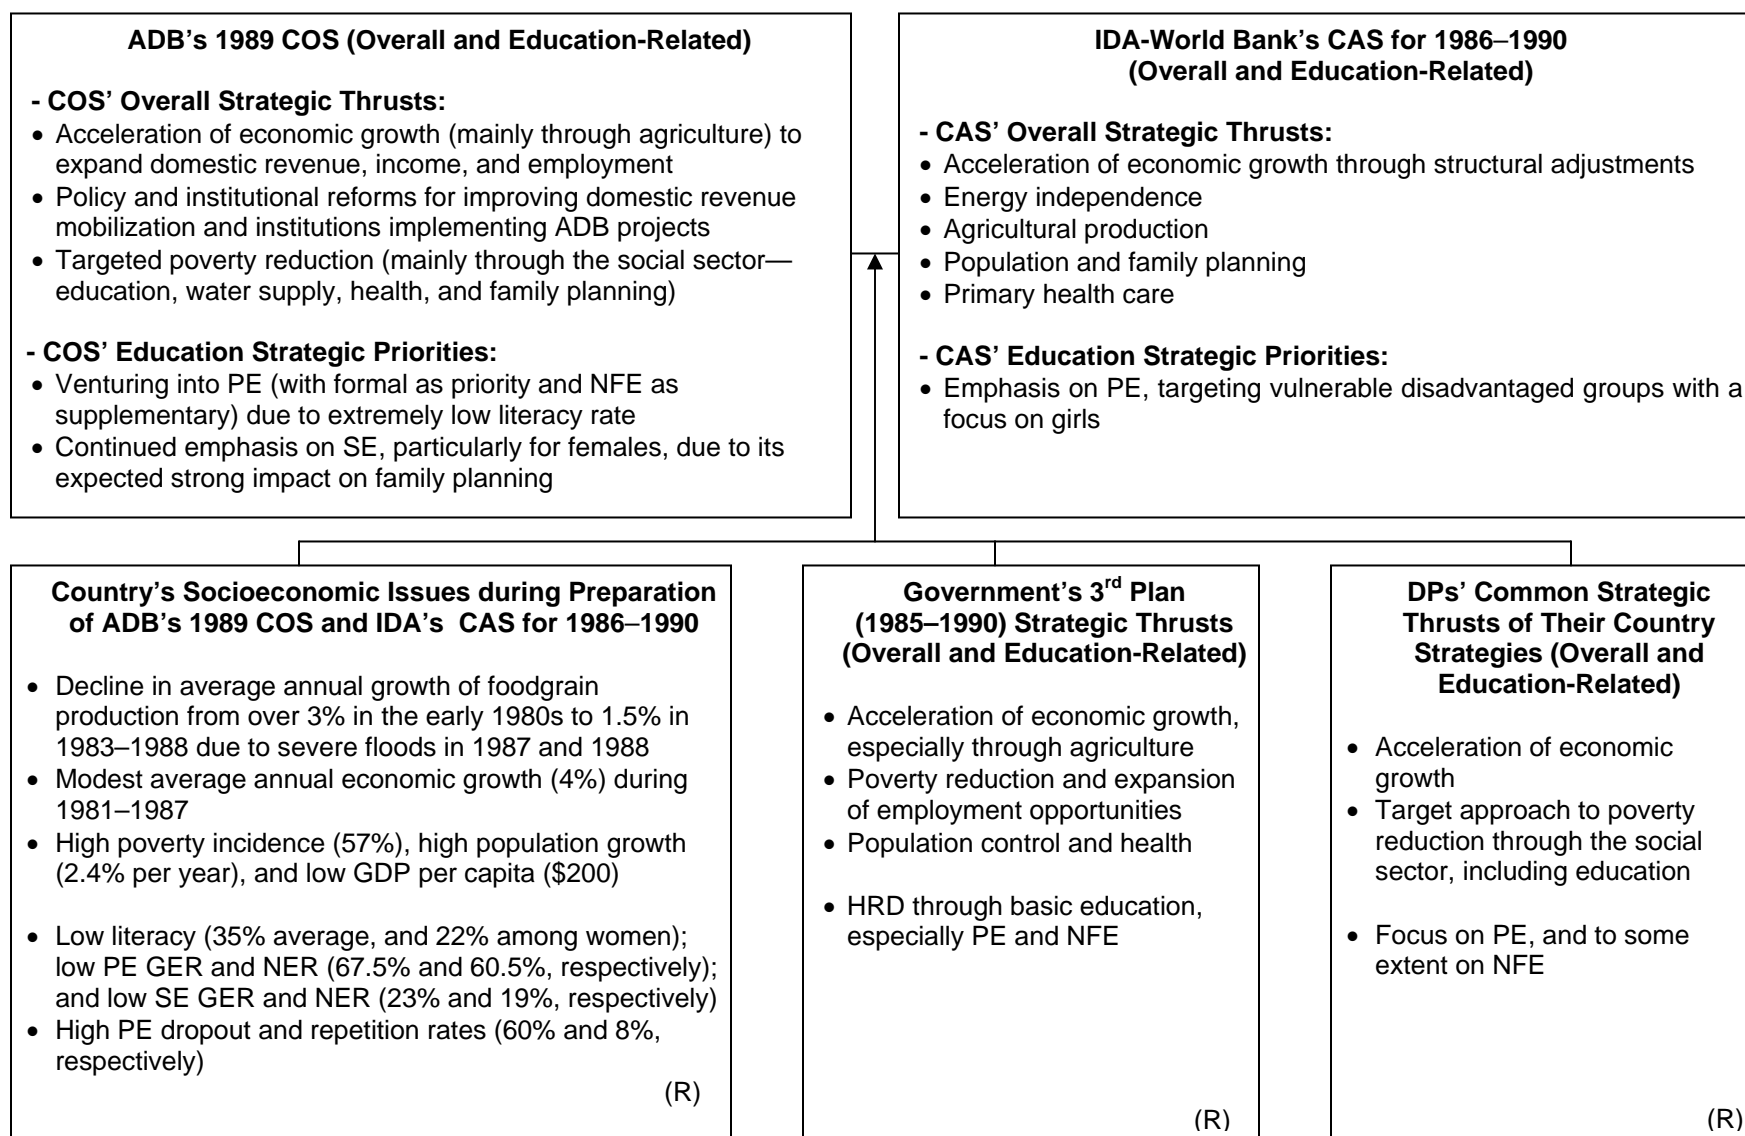 ADB’s 1989 COS (Overall and Education-Related)
- COS’ Overall Strategic Thrusts:
• Acceleration of economic growth (mainly through agriculture) to
expand domestic revenue, income, and employment
• Policy and institutional reforms for improving domestic revenue
mobilization and institutions implementing ADB projects
• Targeted poverty reduction (mainly through the social sector—
education, water supply, health, and family planning)
- COS’ Education Strategic Priorities:
• Venturing into PE (with formal as priority and NFE as
supplementary) due to extremely low literacy rate
• Continued emphasis on SE, particularly for females, due to its
expected strong impact on family planning
IDA-World Bank’s CAS for 1986–1990
(Overall and Education-Related)
- CAS’ Overall Strategic Thrusts:
• Acceleration of economic growth through structural adjustments
• Energy independence
• Agricultural production
• Population and family planning
• Primary health care
- CAS’ Education Strategic Priorities:
• Emphasis on PE, targeting vulnerable disadvantaged groups with a
focus on girls
Country’s Socioeconomic Issues during Preparation
of ADB’s 1989 COS and IDA’s CAS for 1986–1990
• Decline in average annual growth of foodgrain
production from over 3% in the early 1980s to 1.5% in
1983–1988 due to severe floods in 1987 and 1988
• Modest average annual economic growth (4%) during
1981–1987
• High poverty incidence (57%), high population growth
(2.4% per year), and low GDP per capita ($200)
• Low literacy (35% average, and 22% among women);
low PE GER and NER (67.5% and 60.5%, respectively);
and low SE GER and NER (23% and 19%, respectively)
• High PE dropout and repetition rates (60% and 8%,
respectively)
(R)
Government’s 3rd Plan
(1985–1990) Strategic Thrusts
(Overall and Education-Related)
• Acceleration of economic growth,
especially through agriculture
• Poverty reduction and expansion
of employment opportunities
• Population control and health
• HRD through basic education,
especially PE and NFE
(R)
DPs’ Common Strategic
Thrusts of Their Country
Strategies (Overall and
Education-Related)
• Acceleration of economic
growth
• Target approach to poverty
reduction through the social
sector, including education
• Focus on PE, and to some
extent on NFE
(R)